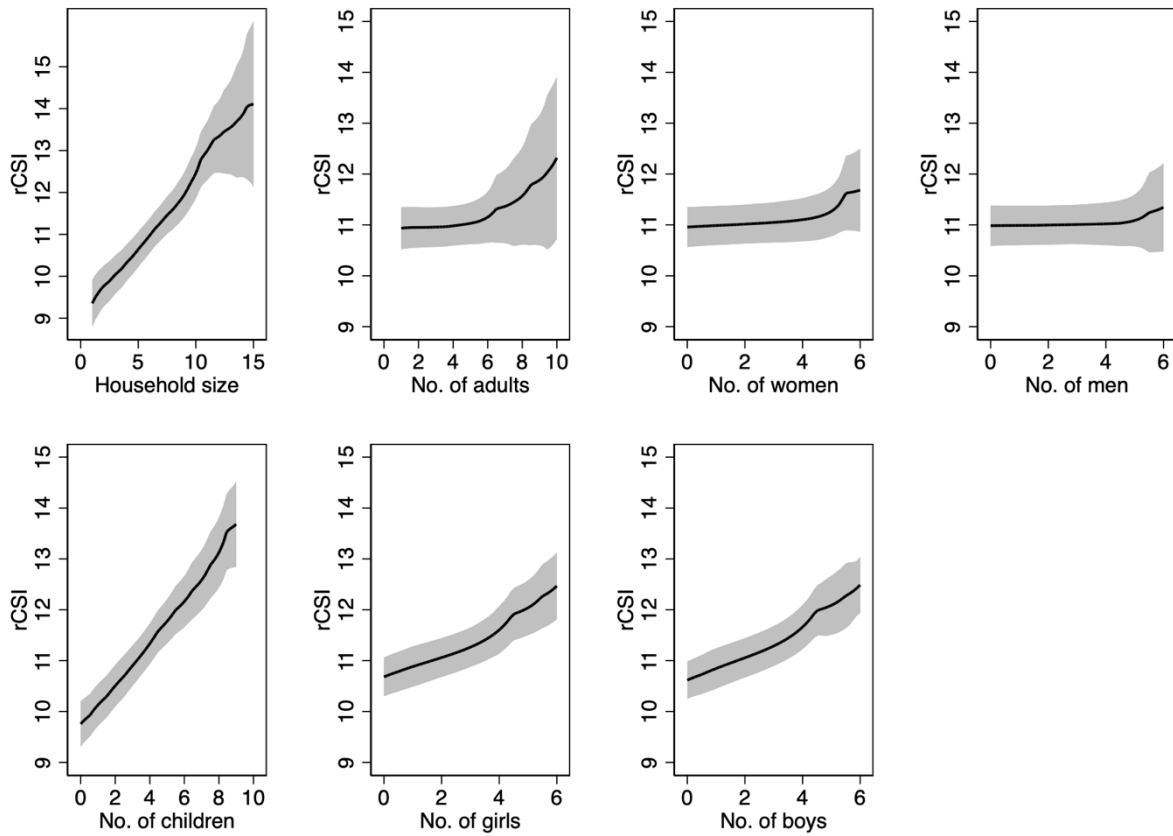 rCSI
9 10 11 12 13 14 15
0 5 10 15
Household size
rCSI
9 10 11 12 13 14 15
0 2 4 6 8 10
No. of adults
rCSI
9 10 11 12 13 14 15
0 2 4 6
No. of women
rCSI
9 10 11 12 13 14 15
0 2 4 6
No. of men
rCSI
9 10 11 12 13 14 15
0 2 4 6 8 10
No. of children
rCSI
9 10 11 12 13 14 15
0 2 4 6
No. of girls
rCSI
9 10 11 12 13 14 15
0 2 4 6
No. of boys